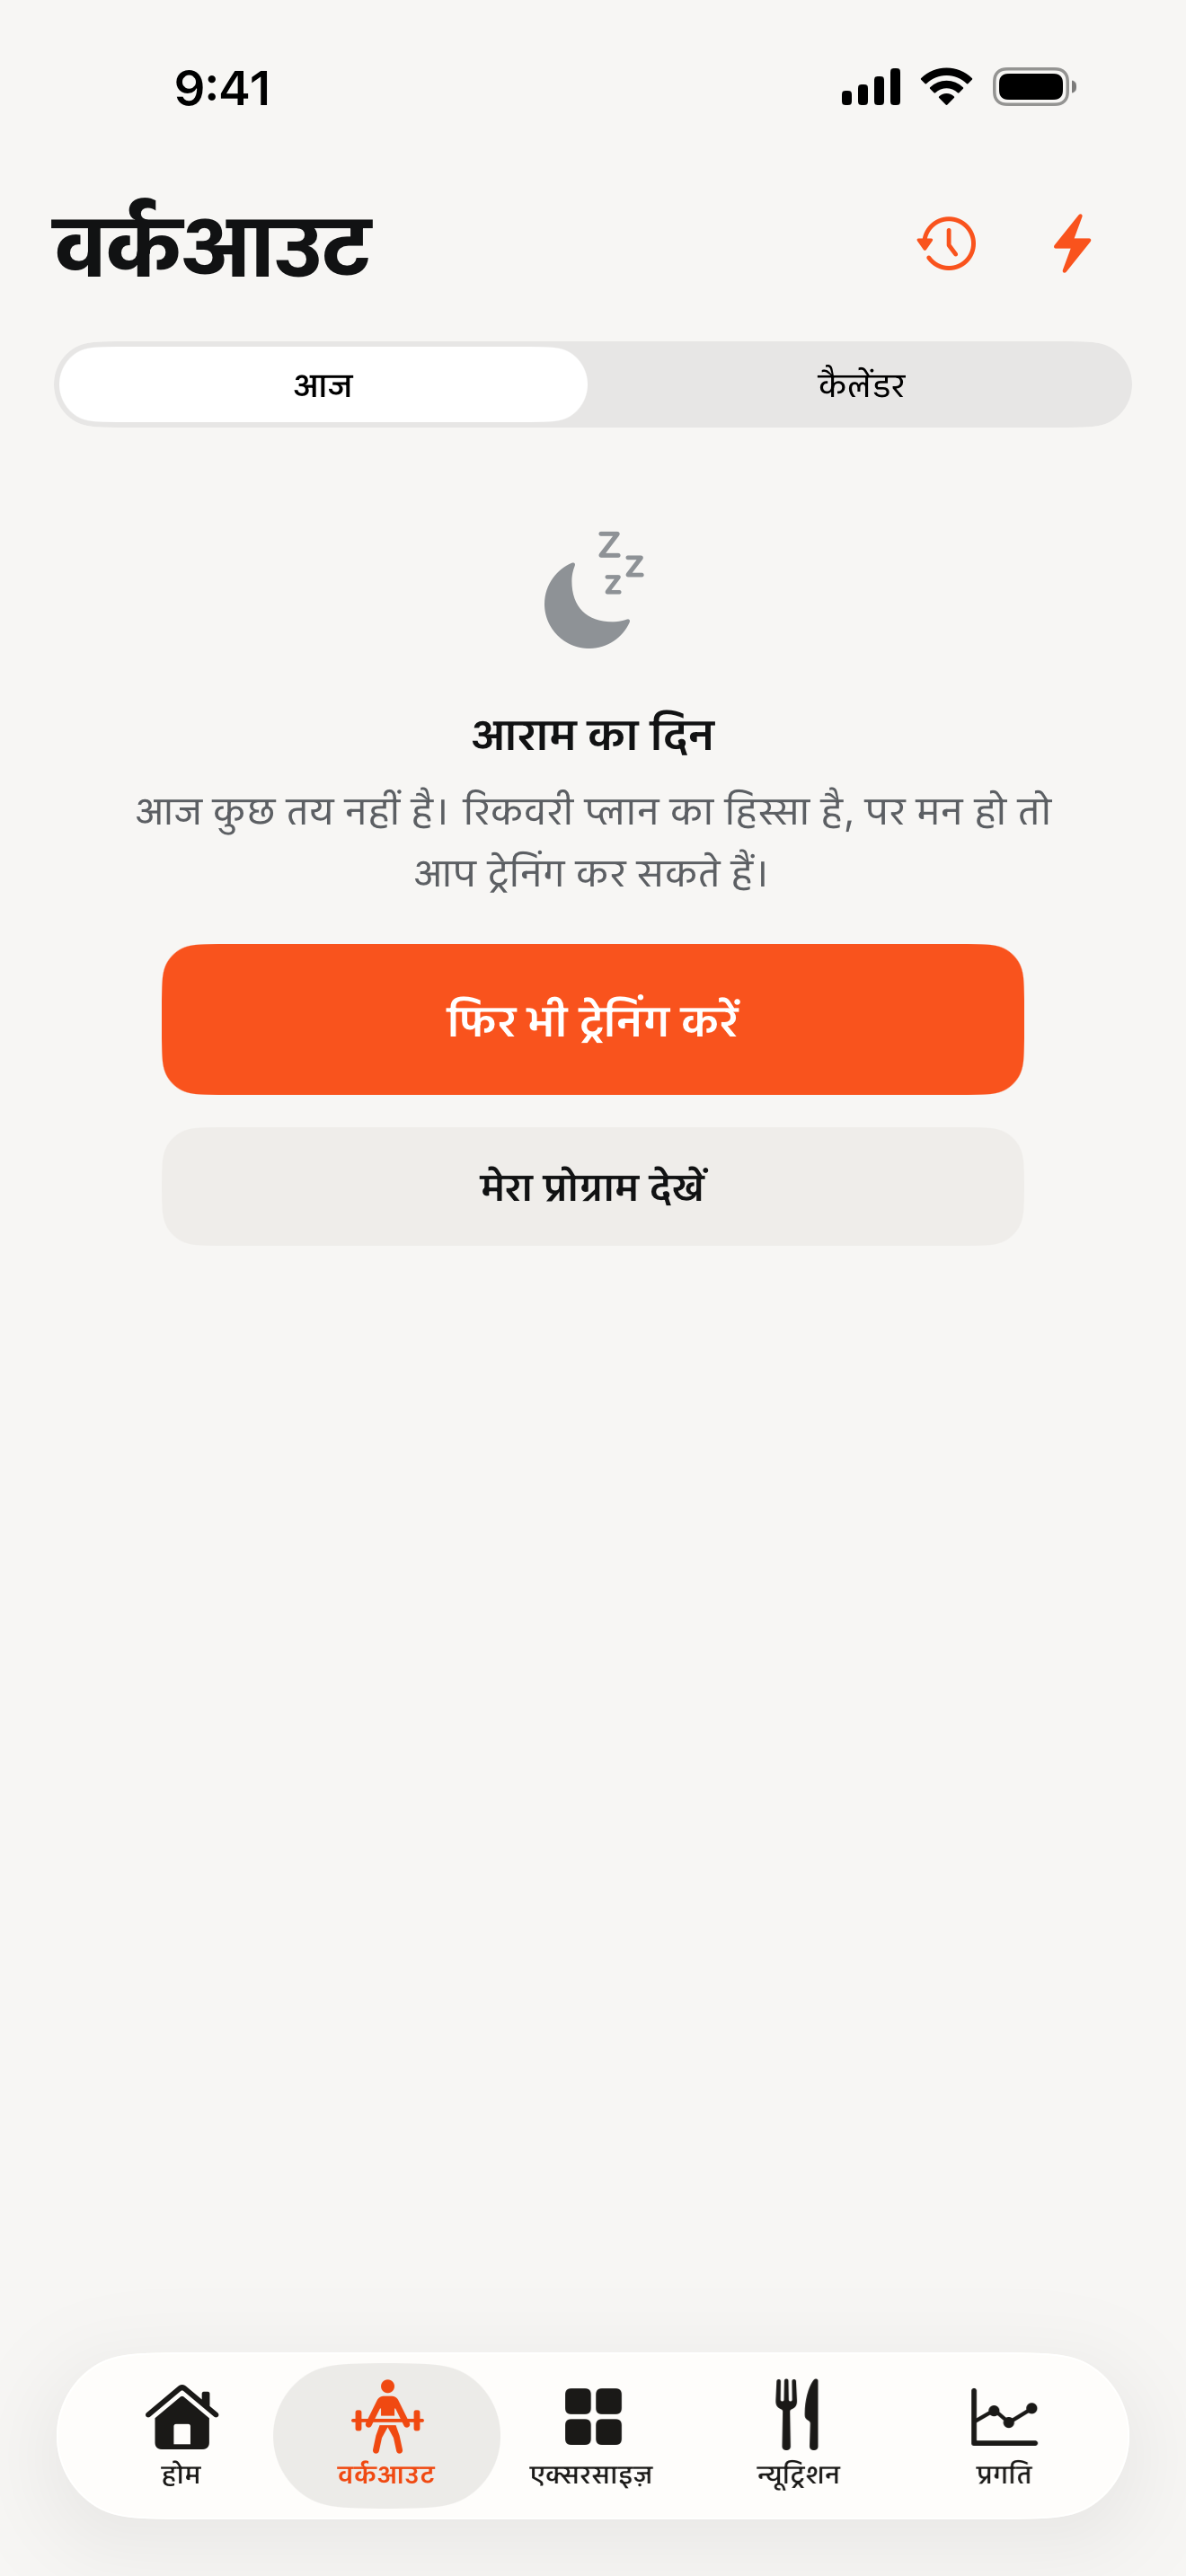 9:41
वर्कआउट
आज
कैलेंडर
z z z
आराम का दिन
आज कुछ तय नहीं है। रिकवरी प्लान का हिस्सा है, पर मन हो तो
आप ट्रेनिंग कर सकते हैं।
फिर भी ट्रेनिंग करें
मेरा प्रोग्राम देखें
होम
वर्कआउट
एक्सरसाइज़
न्यूट्रिशन
प्रगति